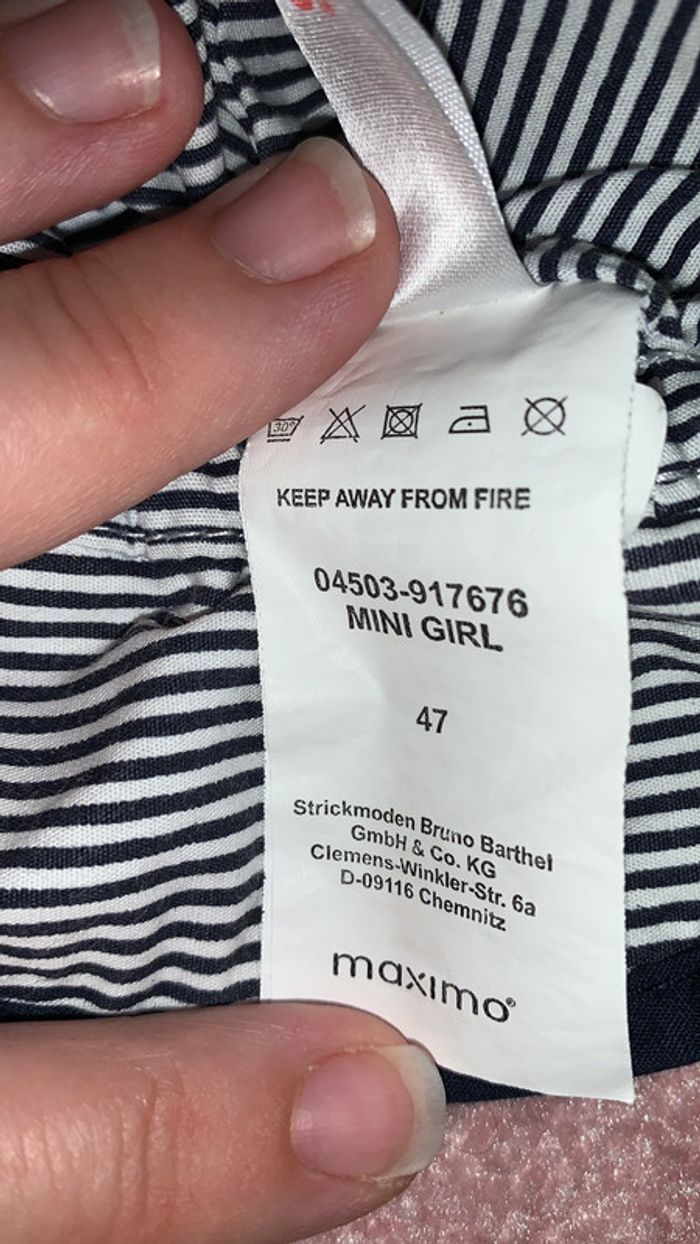 30°
KEEP AWAY FROM FIRE
04503-917676
MINI GIRL
47
Strickmoden Bruno Barthel
GmbH & Co. KG
Clemens-Winkler-Str. 6a
D-09116 Chemnitz
maximo®